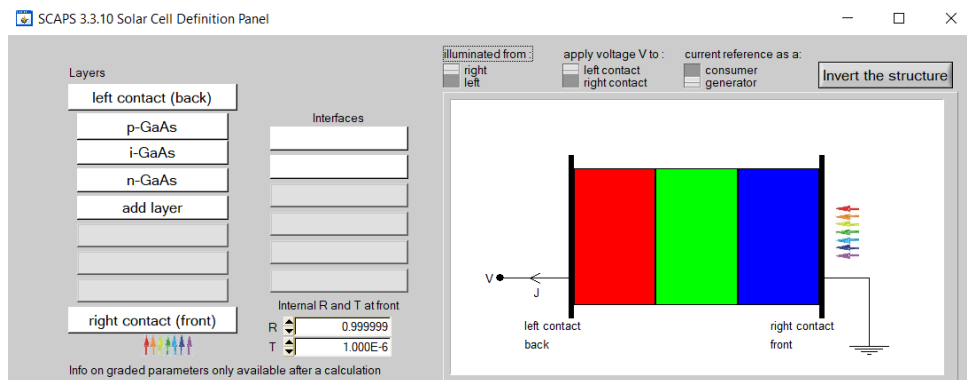 SCAPS 3.3.10 Solar Cell Definition Panel
illuminated from :
right
left
apply voltage V to :
left contact
right contact
current reference as a:
consumer
generator
Invert the structure
Layers
left contact (back)
p-GaAs
i-GaAs
n-GaAs
add layer
right contact (front)
Interfaces
Internal R and T at front
R 0.999999
T 1.000E-6
Info on graded parameters only available after a calculation
V
J
left contact
back
right contact
front